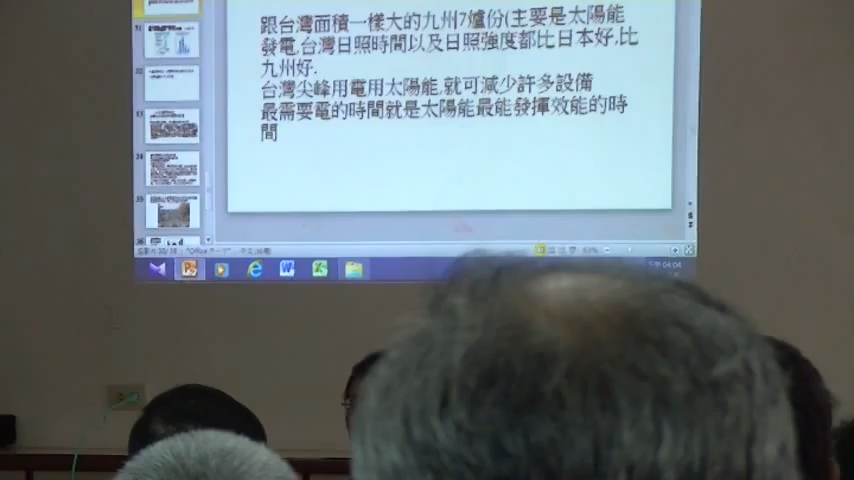 跟台灣面積一樣大的九州7爐份(主要是太陽能
發電,台灣日照時間以及日照強度都比日本好,比
九州好.
台灣尖峰用電用太陽能,就可減少許多設備
最需要電的時間就是太陽能最能發揮效能的時
間
下午 04:04